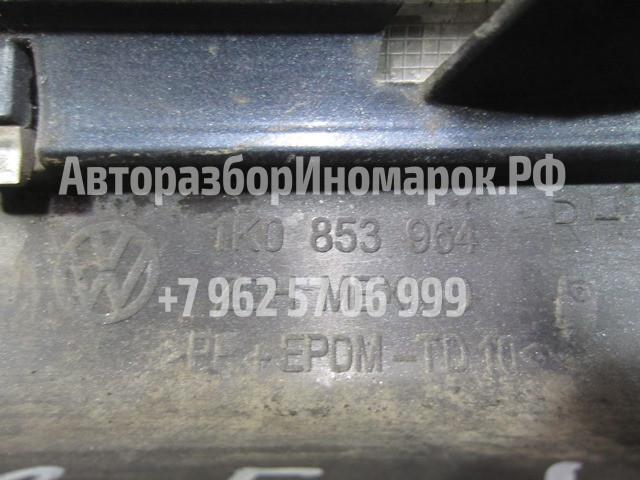 АвторазборИномарок.РФ
1K0 853 964
+7 962 5706 999
>PP+EPDM-TD10<